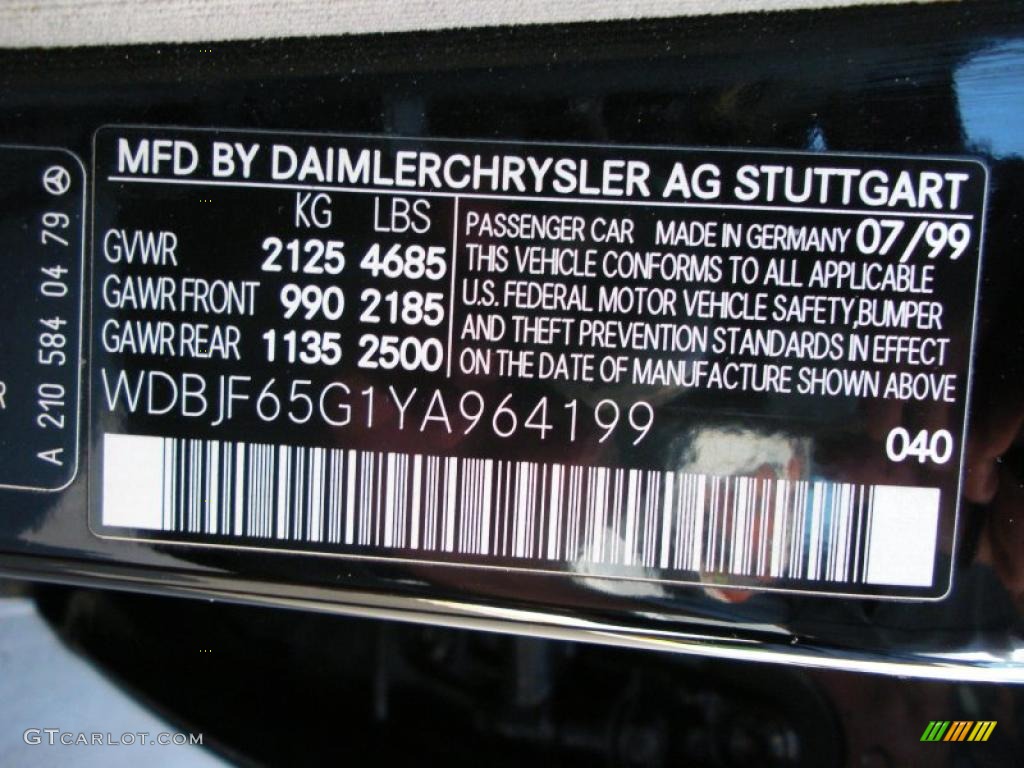 A 210 584 04 79
MFD BY DAIMLERCHRYSLER AG STUTTGART
KG LBS
GVWR 2125 4685
GAWR FRONT 990 2185
GAWR REAR 1135 2500
PASSENGER CAR MADE IN GERMANY 07/99
THIS VEHICLE CONFORMS TO ALL APPLICABLE
U.S. FEDERAL MOTOR VEHICLE SAFETY,BUMPER
AND THEFT PREVENTION STANDARDS IN EFFECT
ON THE DATE OF MANUFACTURE SHOWN ABOVE
WDBJF65G1YA964199
040
GTCARLOT.COM